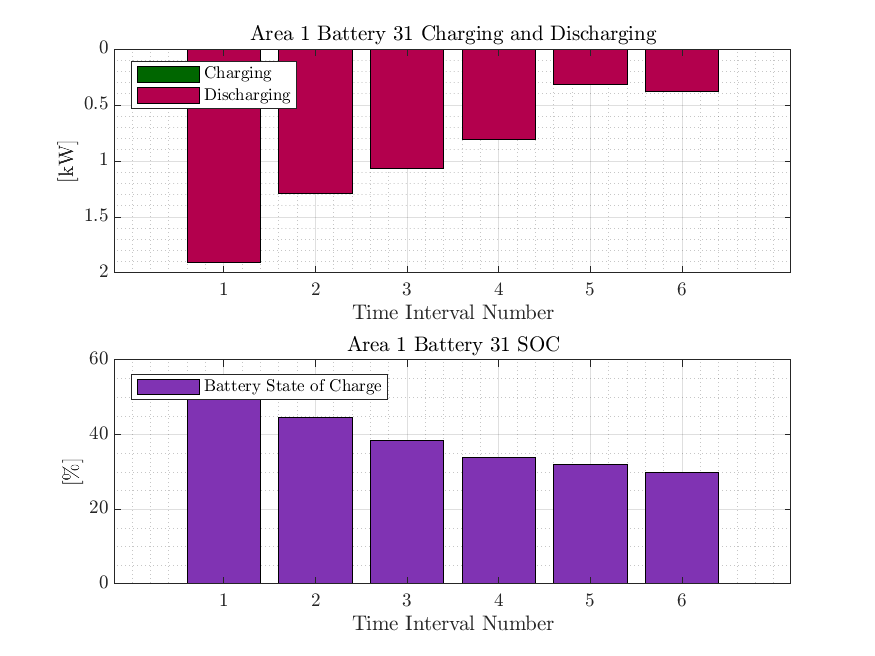 Area 1 Battery 31 Charging and Discharging
0
0.5
1
1.5
2
[kW]
Charging
Discharging
1 2 3 4 5 6
Time Interval Number
Area 1 Battery 31 SOC
60
40
20
0
[%]
Battery State of Charge
1 2 3 4 5 6
Time Interval Number